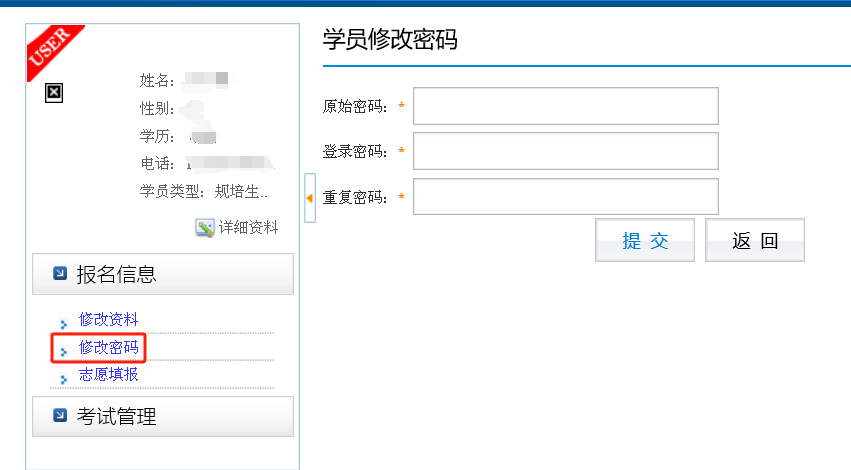 USER
姓名：
性别：
学历：
电话：
学员类型：规培生..
详细资料
报名信息
修改资料
修改密码
志愿填报
考试管理
学员修改密码
原始密码：*
登录密码：*
重复密码：*
提 交
返 回